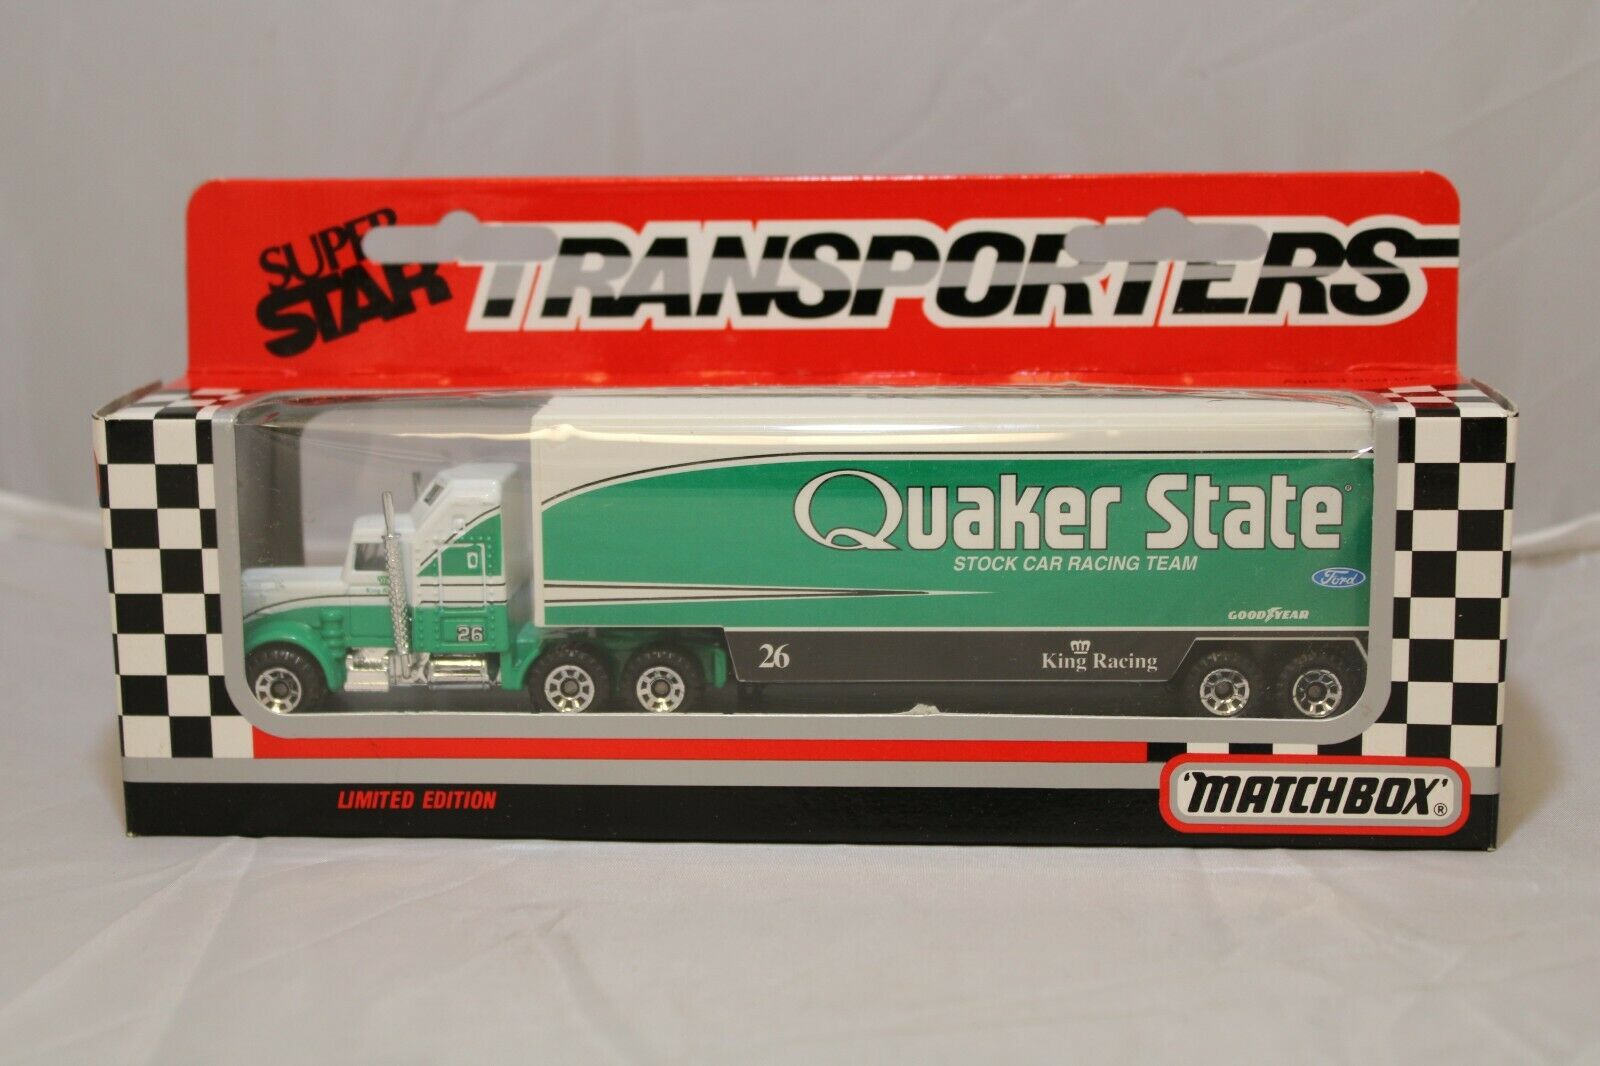 SUPER
STAR
TRANSPORTERS
QUAKER STATE®
STOCK CAR RACING TEAM
Ford
GOODYEAR
26
26
King Racing
LIMITED EDITION
'MATCHBOX'®